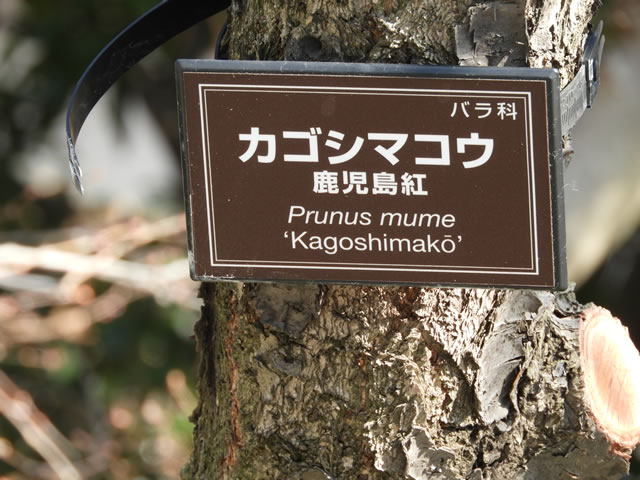 バラ科
カゴシマコウ
鹿児島紅
Prunus mume
‘Kagoshimakō’